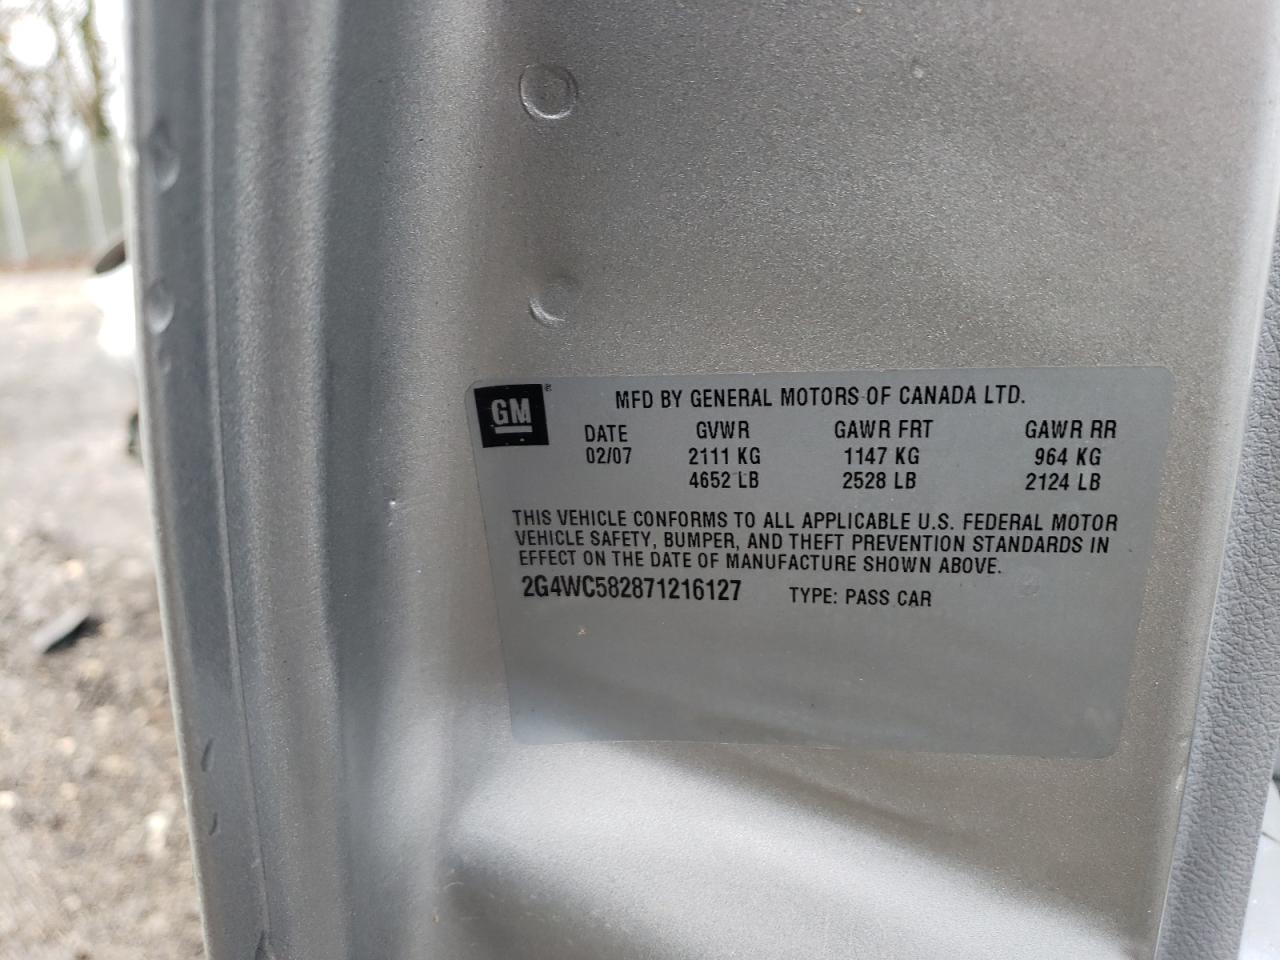 GM ®
MFD BY GENERAL MOTORS OF CANADA LTD.
DATE GVWR GAWR FRT GAWR RR
02/07 2111 KG 1147 KG 964 KG
4652 LB 2528 LB 2124 LB
THIS VEHICLE CONFORMS TO ALL APPLICABLE U.S. FEDERAL MOTOR
VEHICLE SAFETY, BUMPER, AND THEFT PREVENTION STANDARDS IN
EFFECT ON THE DATE OF MANUFACTURE SHOWN ABOVE.
2G4WC582871216127 TYPE: PASS CAR